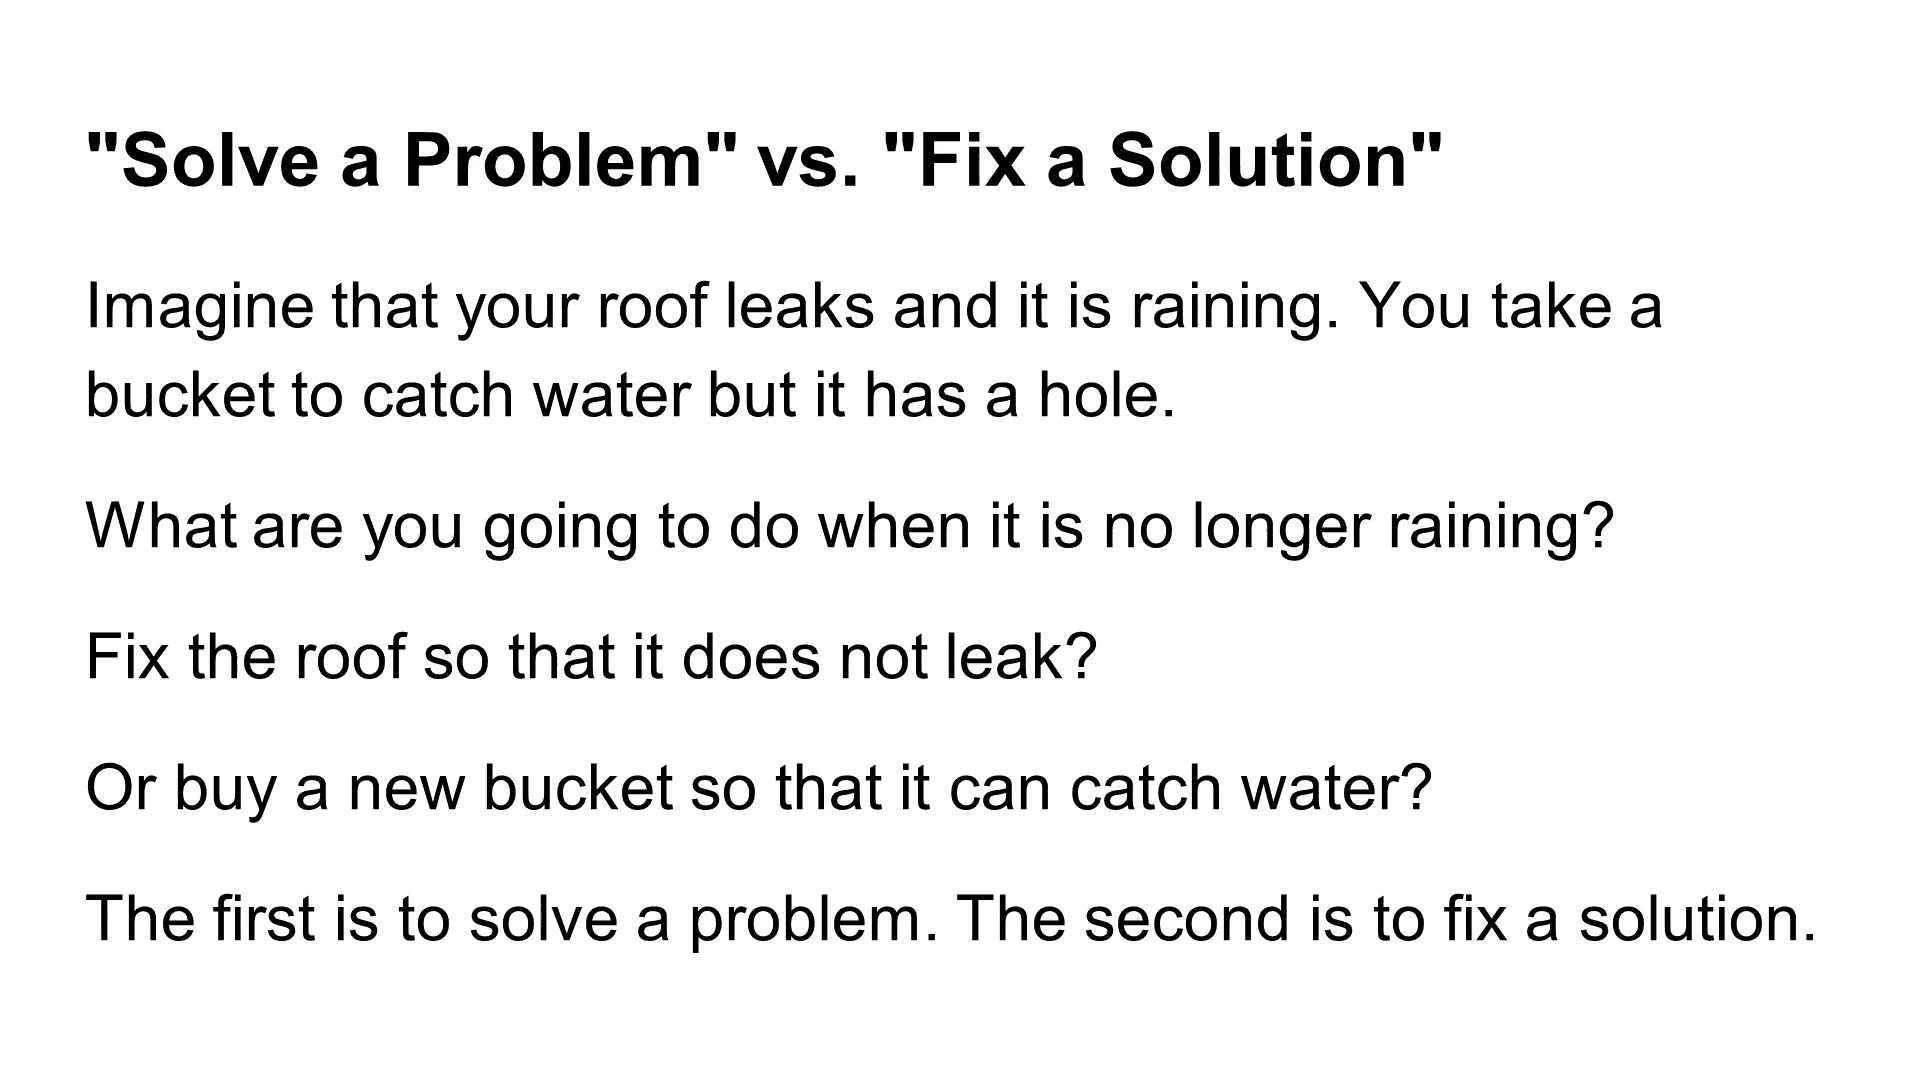 "Solve a Problem" vs. "Fix a Solution"
Imagine that your roof leaks and it is raining. You take a
bucket to catch water but it has a hole.
What are you going to do when it is no longer raining?
Fix the roof so that it does not leak?
Or buy a new bucket so that it can catch water?
The first is to solve a problem. The second is to fix a solution.